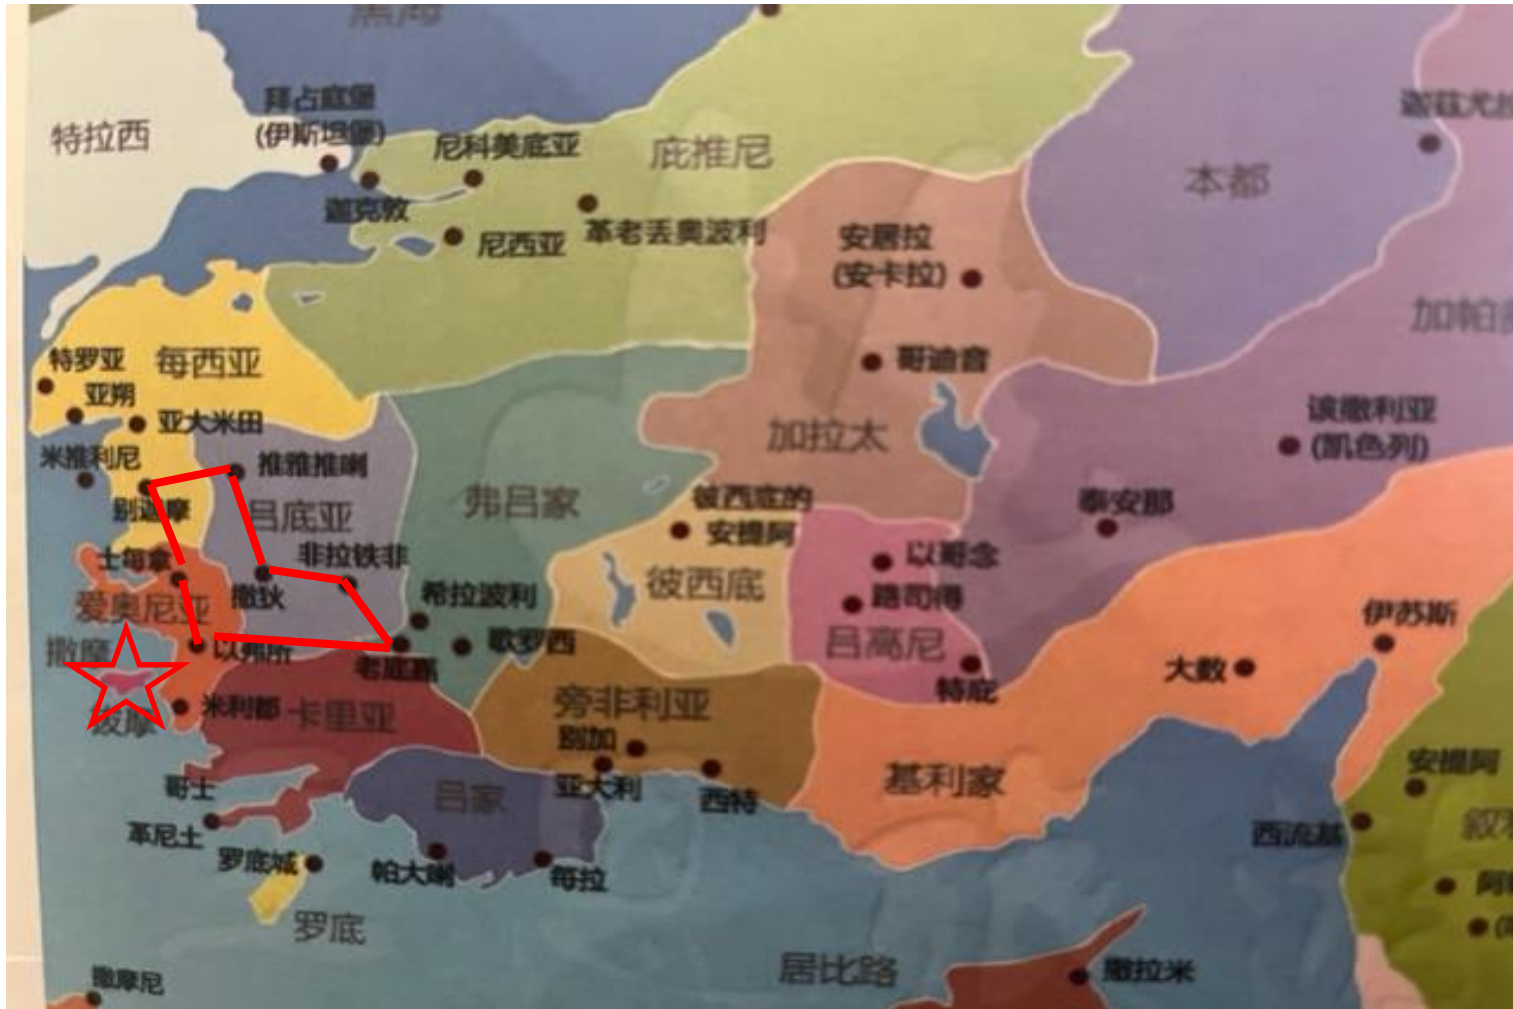 黑海
拜占庭堡
(伊斯坦堡)
特拉西
尼科美底亚
庇推尼
迦克敦
尼西亚
革老丢奥波利
本都
安居拉
(安卡拉)
特罗亚
每西亚
亚朔
亚大米田
哥迪音
加拉太
该撒利亚
(凯色列)
米推利尼
推雅推喇
别迦摩
吕底亚
弗吕家
彼西底的
安提阿
泰安那
士每拿
非拉铁非
以哥念
爱奥尼亚
撒狄
希拉波利
彼西底
路司得
撒摩
以弗所
老底嘉
歌罗西
吕高尼
伊苏斯
大数
特庇
拔摩
米利都
卡里亚
旁非利亚
别加
亚大利
西特
基利家
安提阿
哥士
吕家
革尼土
西流基
罗底城
帕大喇
每拉
罗底
居比路
撒拉米
撒摩尼